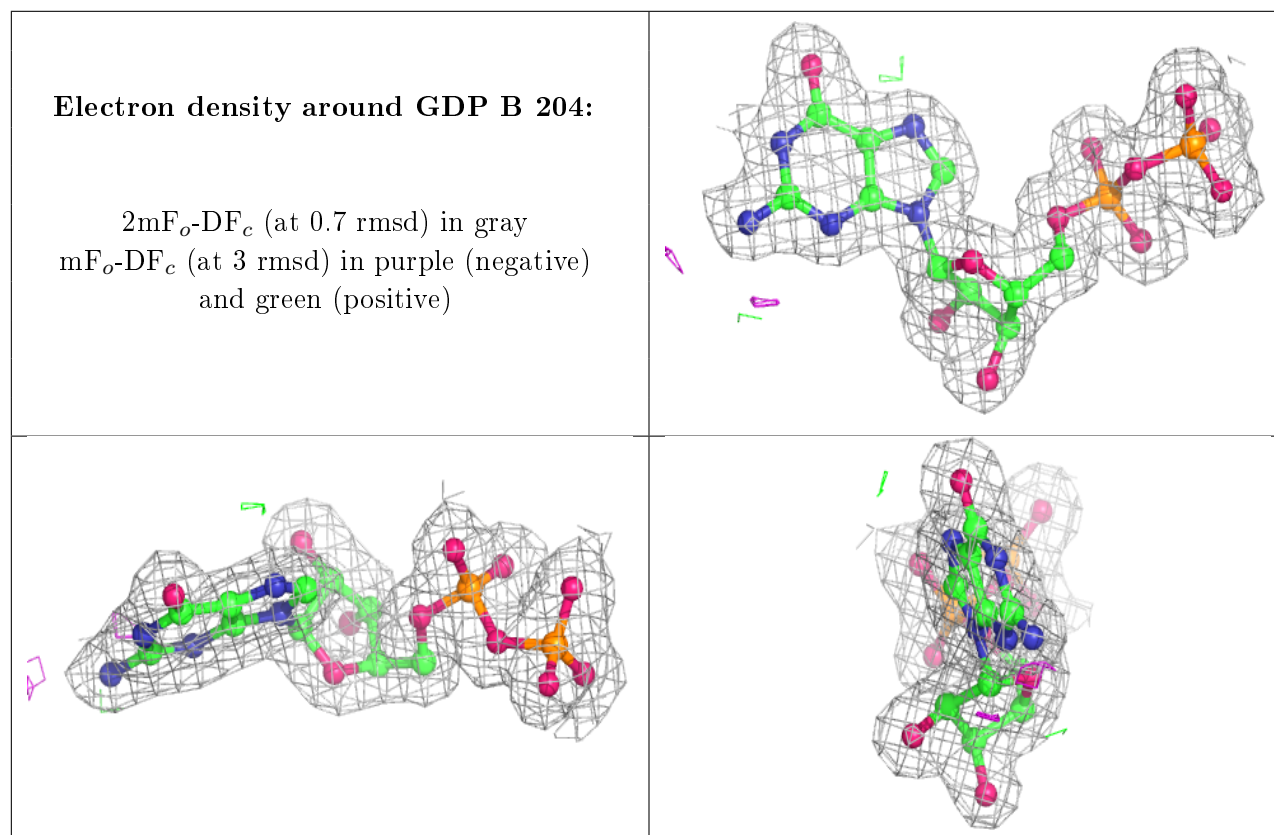 Electron density around GDP B 204:
2mFo-DFc (at 0.7 rmsd) in gray
mFo-DFc (at 3 rmsd) in purple (negative)
and green (positive)